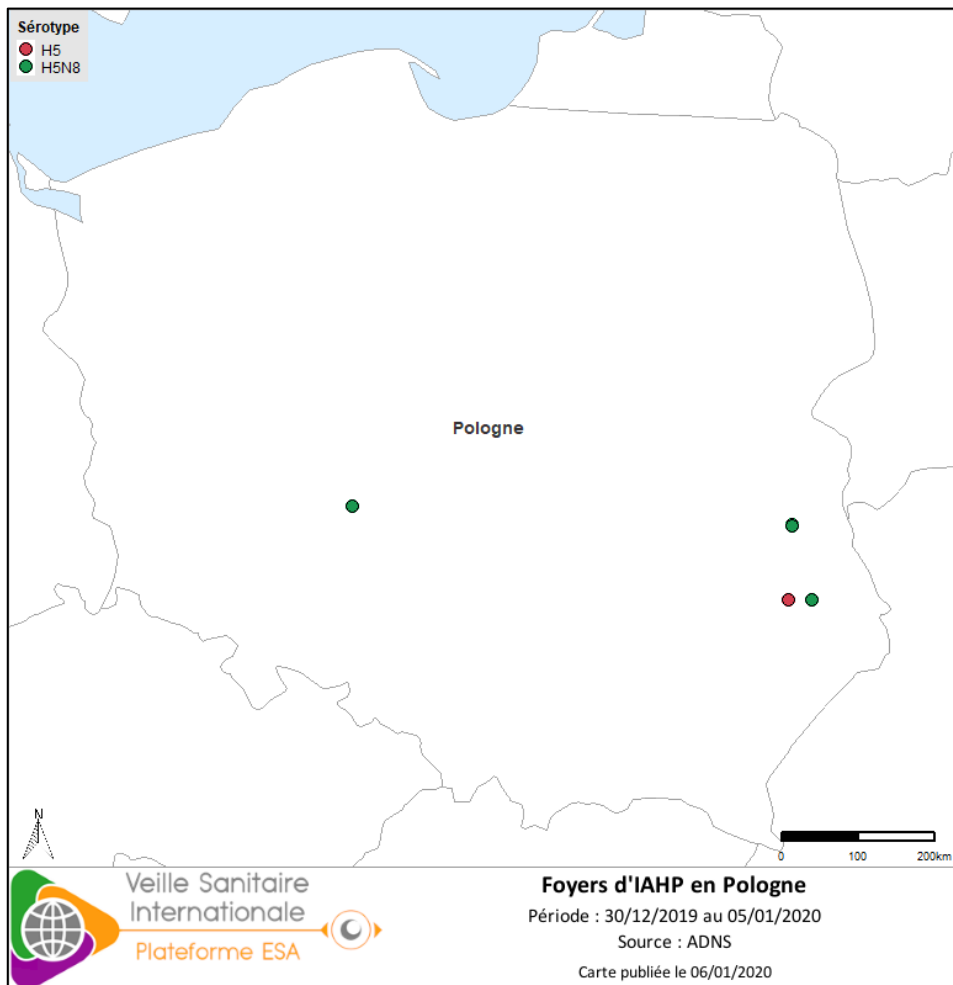 Sérotype
H5
H5N8
Pologne
N
0 100 200km
Veille Sanitaire
Internationale
Plateforme ESA
Foyers d'IAHP en Pologne
Période : 30/12/2019 au 05/01/2020
Source : ADNS
Carte publiée le 06/01/2020